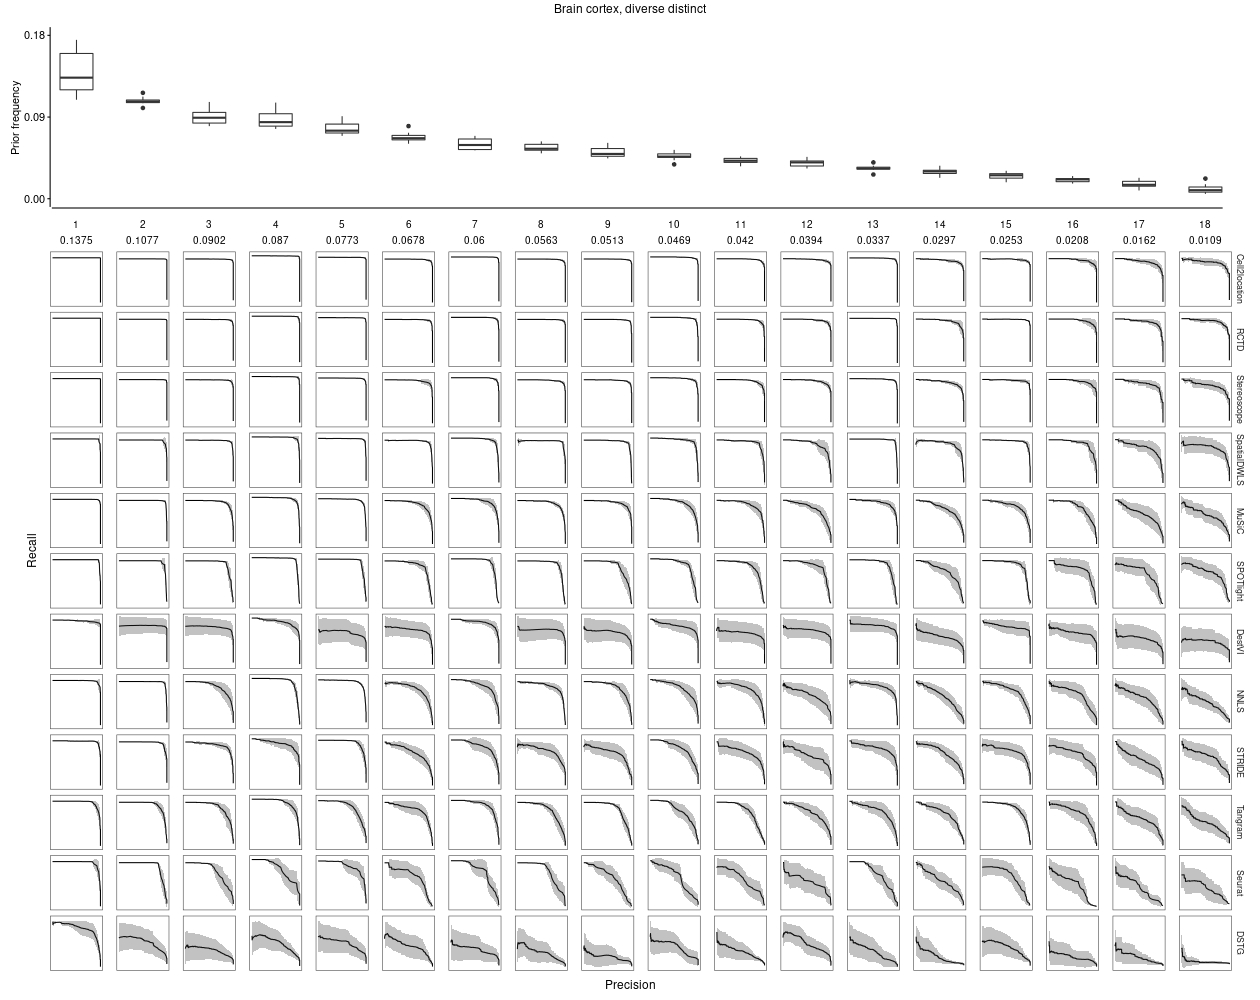 Brain cortex, diverse distinct
Prior frequency
0.18
0.09
0.00
1 2 3 4 5 6 7 8 9 10 11 12 13 14 15 16 17 18
0.1375 0.1077 0.0902 0.087 0.0773 0.0678 0.06 0.0563 0.0513 0.0469 0.042 0.0394 0.0337 0.0297 0.0253 0.0208 0.0162 0.0109
Cell2location
RCTD
Stereoscope
SpatialDWLS
MuSiC
SPOTlight
DestVI
NNLS
STRIDE
Tangram
Seurat
DSTG
Recall
Precision